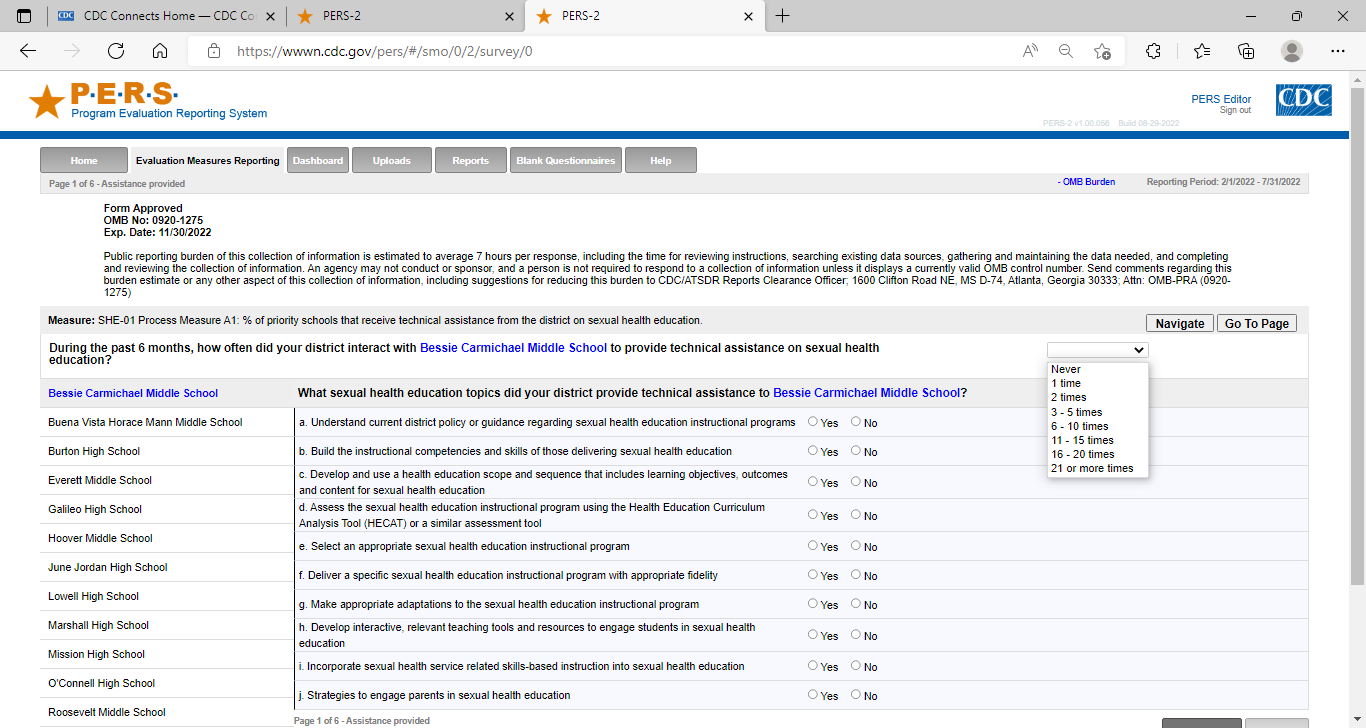 CDC CDC Connects Home — CDC Co
PERS-2
PERS-2
https://wwwn.cdc.gov/pers/#/smo/0/2/survey/0
P·E·R·S·
Program Evaluation Reporting System
PERS Editor
Sign out
CDC
PERS-2 v1.00.056 Build 08-29-2022
Home Evaluation Measures Reporting Dashboard Uploads Reports Blank Questionnaires Help
Page 1 of 6 - Assistance provided
- OMB Burden
Reporting Period: 2/1/2022 - 7/31/2022
Form Approved
OMB No: 0920-1275
Exp. Date: 11/30/2022
Public reporting burden of this collection of information is estimated to average 7 hours per response, including the time for reviewing instructions, searching existing data sources, gathering and maintaining the data needed, and completing
and reviewing the collection of information. An agency may not conduct or sponsor, and a person is not required to respond to a collection of information unless it displays a currently valid OMB control number. Send comments regarding this
burden estimate or any other aspect of this collection of information, including suggestions for reducing this burden to CDC/ATSDR Reports Clearance Officer; 1600 Clifton Road NE, MS D-74, Atlanta, Georgia 30333; Attn: OMB-PRA (0920-
1275)
Measure: SHE-01 Process Measure A1: % of priority schools that receive technical assistance from the district on sexual health education.
Navigate Go To Page
During the past 6 months, how often did your district interact with Bessie Carmichael Middle School to provide technical assistance on sexual health
education?
Never
1 time
2 times
3 - 5 times
6 - 10 times
11 - 15 times
16 - 20 times
21 or more times
Bessie Carmichael Middle School
What sexual health education topics did your district provide technical assistance to Bessie Carmichael Middle School?
Buena Vista Horace Mann Middle School
Burton High School
Everett Middle School
Galileo High School
Hoover Middle School
June Jordan High School
Lowell High School
Marshall High School
Mission High School
O'Connell High School
Roosevelt Middle School
a. Understand current district policy or guidance regarding sexual health education instructional programs Yes No
b. Build the instructional competencies and skills of those delivering sexual health education Yes No
c. Develop and use a health education scope and sequence that includes learning objectives, outcomes
and content for sexual health education Yes No
d. Assess the sexual health education instructional program using the Health Education Curriculum
Analysis Tool (HECAT) or a similar assessment tool Yes No
e. Select an appropriate sexual health education instructional program Yes No
f. Deliver a specific sexual health education instructional program with appropriate fidelity Yes No
g. Make appropriate adaptations to the sexual health education instructional program Yes No
h. Develop interactive, relevant teaching tools and resources to engage students in sexual health
education Yes No
i. Incorporate sexual health service related skills-based instruction into sexual health education Yes No
j. Strategies to engage parents in sexual health education Yes No
Page 1 of 6 - Assistance provided